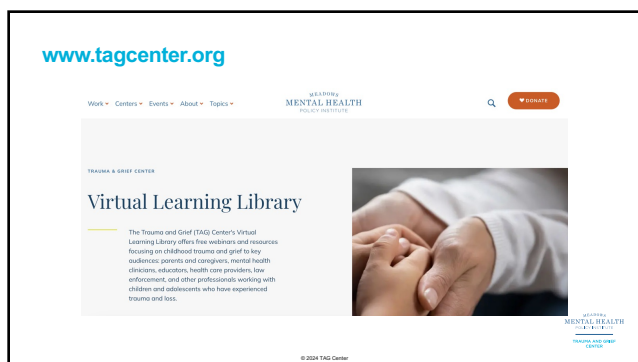 www.tagcenter.org
Work Centers Events About Topics
MEADOWS
MENTAL HEALTH
POLICY INSTITUTE
DONATE
TRAUMA & GRIEF CENTER
Virtual Learning Library
The Trauma and Grief (TAG) Center's Virtual
Learning Library offers free webinars and resources
focusing on childhood trauma and grief to key
audiences: parents and caregivers, mental health
clinicians, educators, health care providers, law
enforcement, and other professionals working with
children and adolescents who have experienced
trauma and loss.
MEADOWS
MENTAL HEALTH
POLICY INSTITUTE
TRAUMA AND GRIEF
CENTER
© 2024 TAG Center